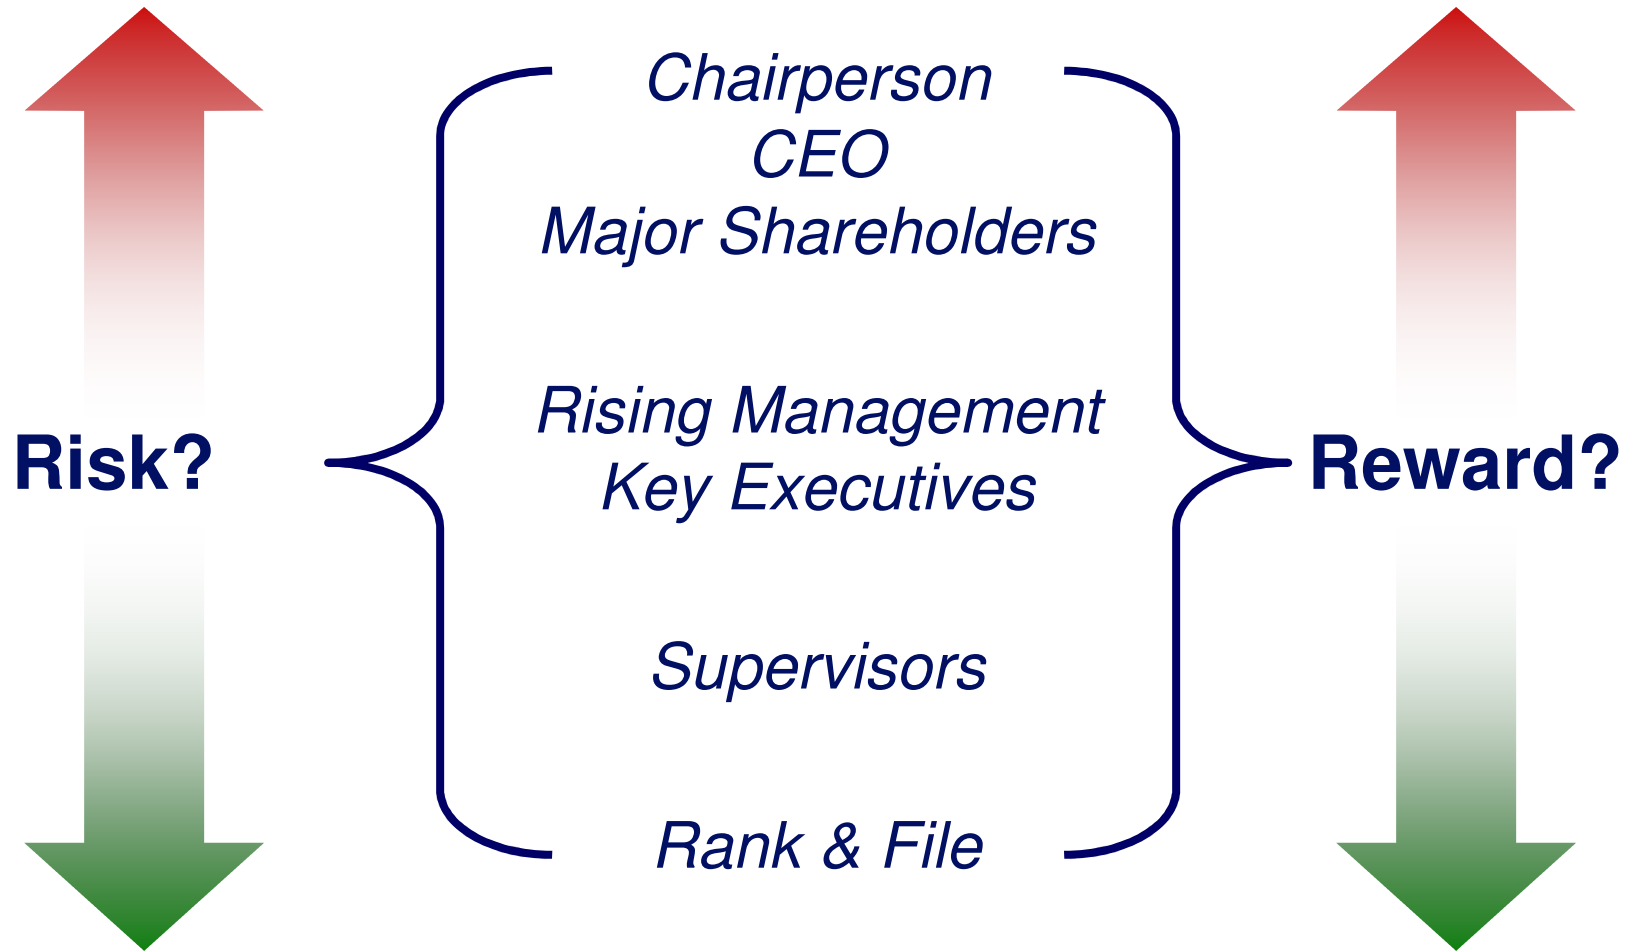 Chairperson
CEO
Major Shareholders
Rising Management
Risk?
Reward?
Key Executives
Supervisors
Rank & File